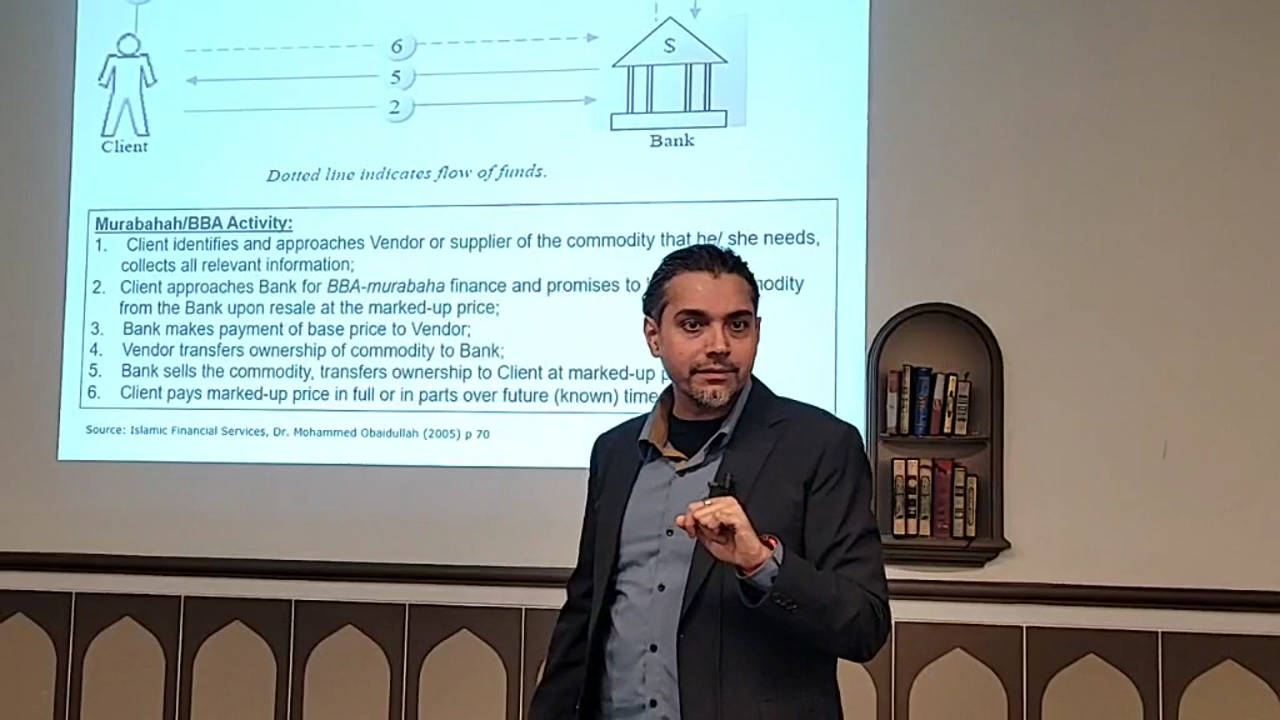 6
$
5
2
Client
Bank
Dotted line indicates flow of funds.
Murabahah/BBA Activity:
1. Client identifies and approaches Vendor or supplier of the commodity that he/ she needs,
collects all relevant information;
2. Client approaches Bank for BBA-murabaha finance and promises to
from the Bank upon resale at the marked-up price;
3. Bank makes payment of base price to Vendor;
4. Vendor transfers ownership of commodity to Bank;
5. Bank sells the commodity, transfers ownership to Client at marked-up
6. Client pays marked-up price in full or in parts over future (known) time
Source: Islamic Financial Services, Dr. Mohammed Obaidullah (2005) p 70